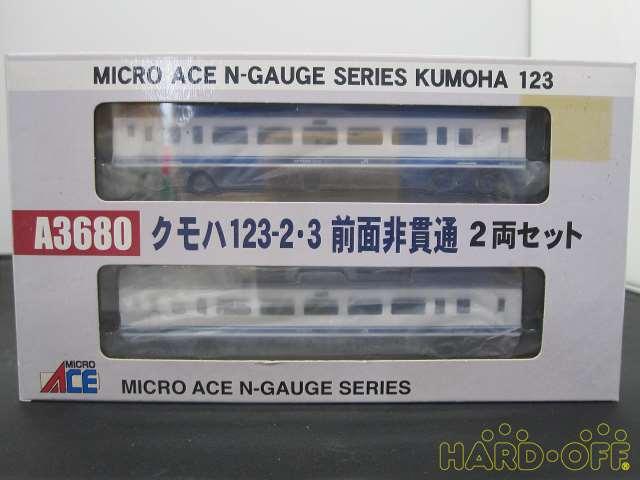 MICRO ACE N-GAUGE SERIES KUMOHA 123
A3680 クモハ123-2・3 前面非貫通 2両セット
MICRO ACE
MICRO ACE N-GAUGE SERIES
HARD-OFF®